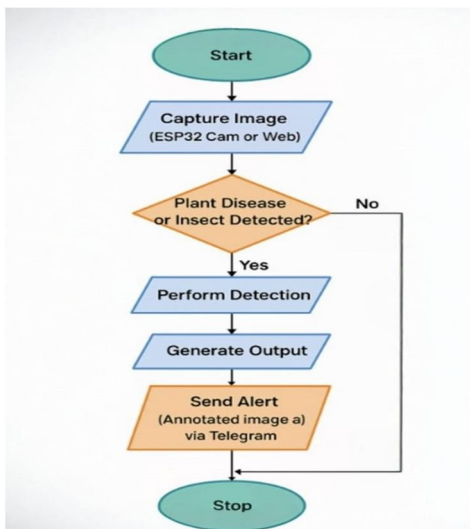 Start
Capture Image
(ESP32 Cam or Web)
Plant Disease
or Insect Detected?
No
Yes
Perform Detection
Generate Output
Send Alert
(Annotated image a)
via Telegram
Stop